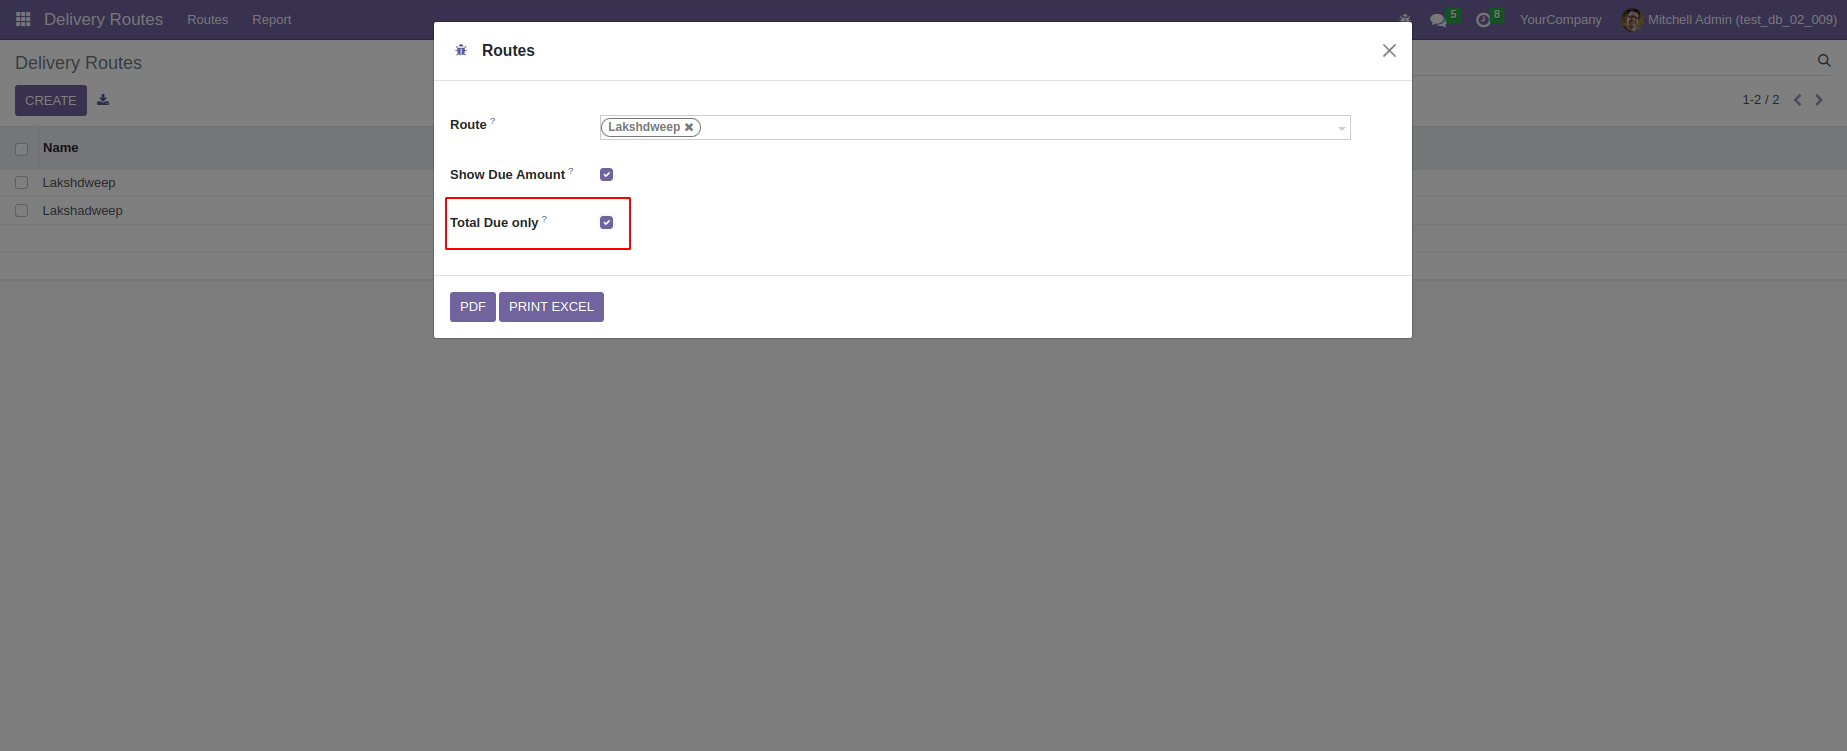 Delivery Routes Routes Report 5 8 YourCompany Mitchell Admin (test_db_02_009)
Routes
Delivery Routes
CREATE 1-2 / 2
Route ? Lakshdweep
Name
Show Due Amount ?
Lakshdweep
Lakshadweep
Total Due only ?
PDF PRINT EXCEL